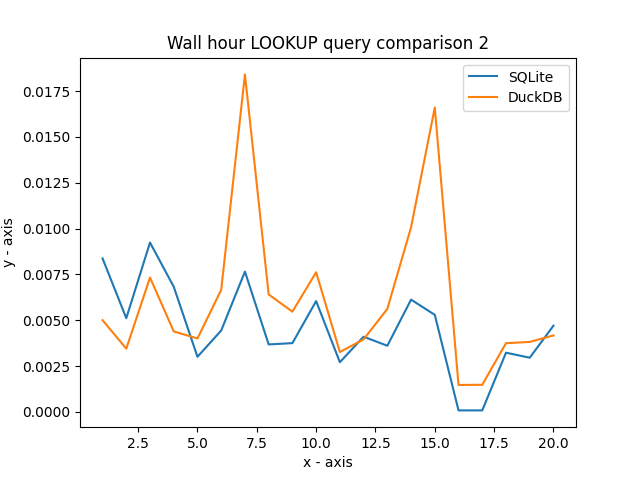 Wall hour LOOKUP query comparison 2
SQLite
DuckDB
0.0175
0.0150
0.0125
0.0100
0.0075
0.0050
0.0025
0.0000
y - axis
2.5 5.0 7.5 10.0 12.5 15.0 17.5 20.0
x - axis